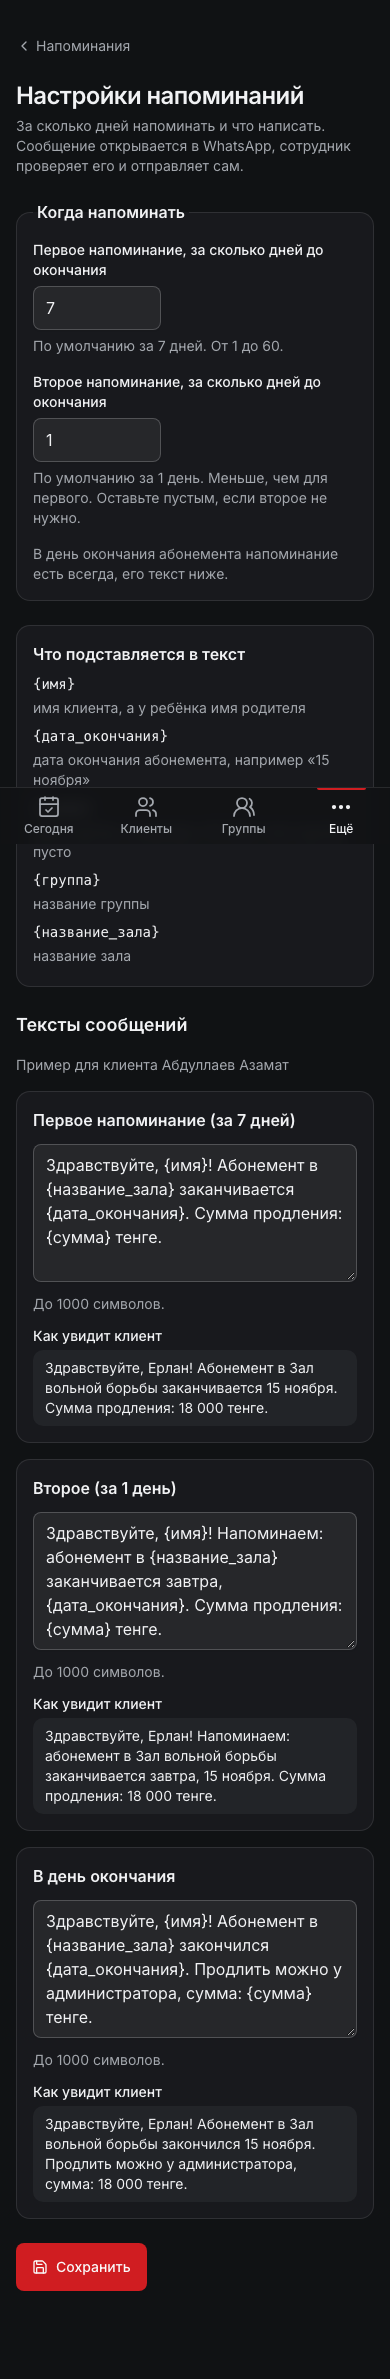 Напоминания
Настройки напоминаний
За сколько дней напоминать и что написать.
Сообщение открывается в WhatsApp, сотрудник
проверяет его и отправляет сам.
Когда напоминать
Первое напоминание, за сколько дней до
окончания
7
По умолчанию за 7 дней. От 1 до 60.
Второе напоминание, за сколько дней до
окончания
1
По умолчанию за 1 день. Меньше, чем для
первого. Оставьте пустым, если второе не
нужно.
В день окончания абонемента напоминание
есть всегда, его текст ниже.
Что подставляется в текст
{имя}
имя клиента, а у ребёнка имя родителя
{дата_окончания}
дата окончания абонемента, например «15
ноября»
Сегодня
Клиенты
Группы
Ещё
пусто
{группа}
название группы
{название_зала}
название зала
Тексты сообщений
Пример для клиента Абдуллаев Азамат
Первое напоминание (за 7 дней)
Здравствуйте, {имя}! Абонемент в
{название_зала} заканчивается
{дата_окончания}. Сумма продления:
{сумма} тенге.
До 1000 символов.
Как увидит клиент
Здравствуйте, Ерлан! Абонемент в Зал
вольной борьбы заканчивается 15 ноября.
Сумма продления: 18 000 тенге.
Второе (за 1 день)
Здравствуйте, {имя}! Напоминаем:
абонемент в {название_зала}
заканчивается завтра,
{дата_окончания}. Сумма продления:
{сумма} тенге.
До 1000 символов.
Как увидит клиент
Здравствуйте, Ерлан! Напоминаем:
абонемент в Зал вольной борьбы
заканчивается завтра, 15 ноября. Сумма
продления: 18 000 тенге.
В день окончания
Здравствуйте, {имя}! Абонемент в
{название_зала} закончился
{дата_окончания}. Продлить можно у
администратора, сумма: {сумма}
тенге.
До 1000 символов.
Как увидит клиент
Здравствуйте, Ерлан! Абонемент в Зал
вольной борьбы закончился 15 ноября.
Продлить можно у администратора,
сумма: 18 000 тенге.
Сохранить